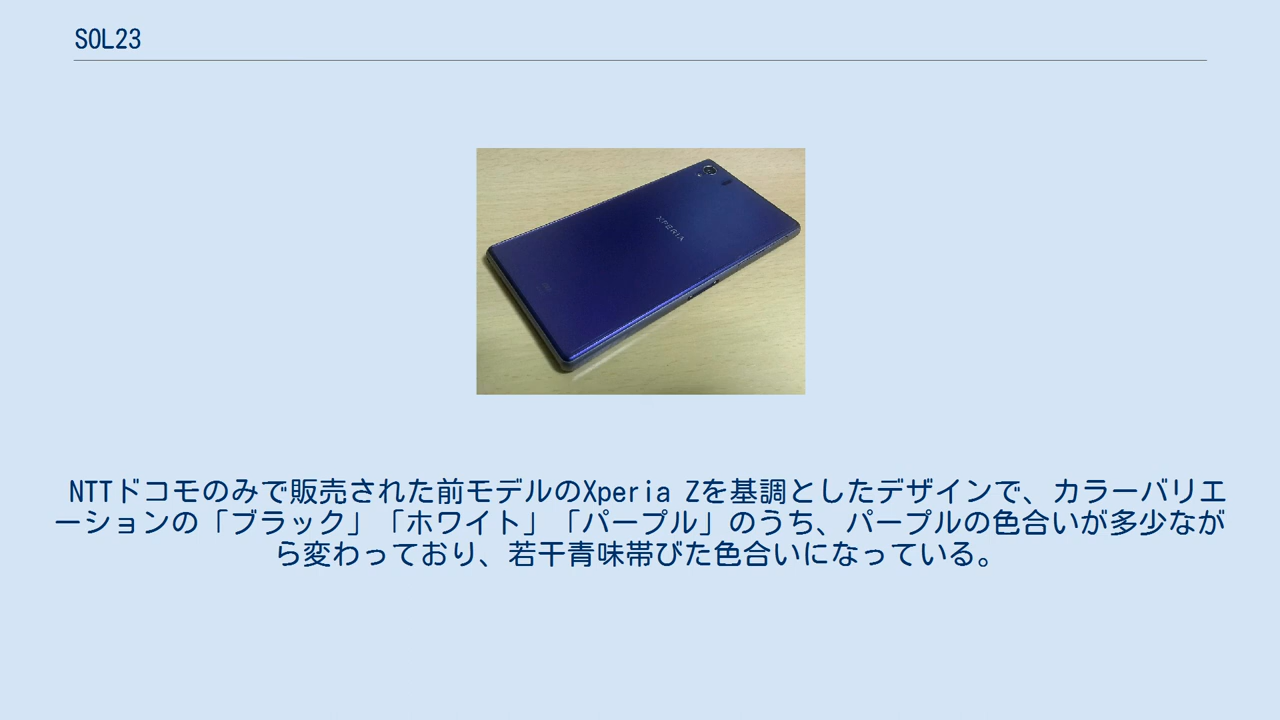 SOL23
XPERIA
NTTドコモのみで販売された前モデルのXperia Zを基調としたデザインで、カラーバリエ
ーションの「ブラック」「ホワイト」「パープル」のうち、パープルの色合いが多少なが
ら変わっており、若干青味帯びた色合いになっている。